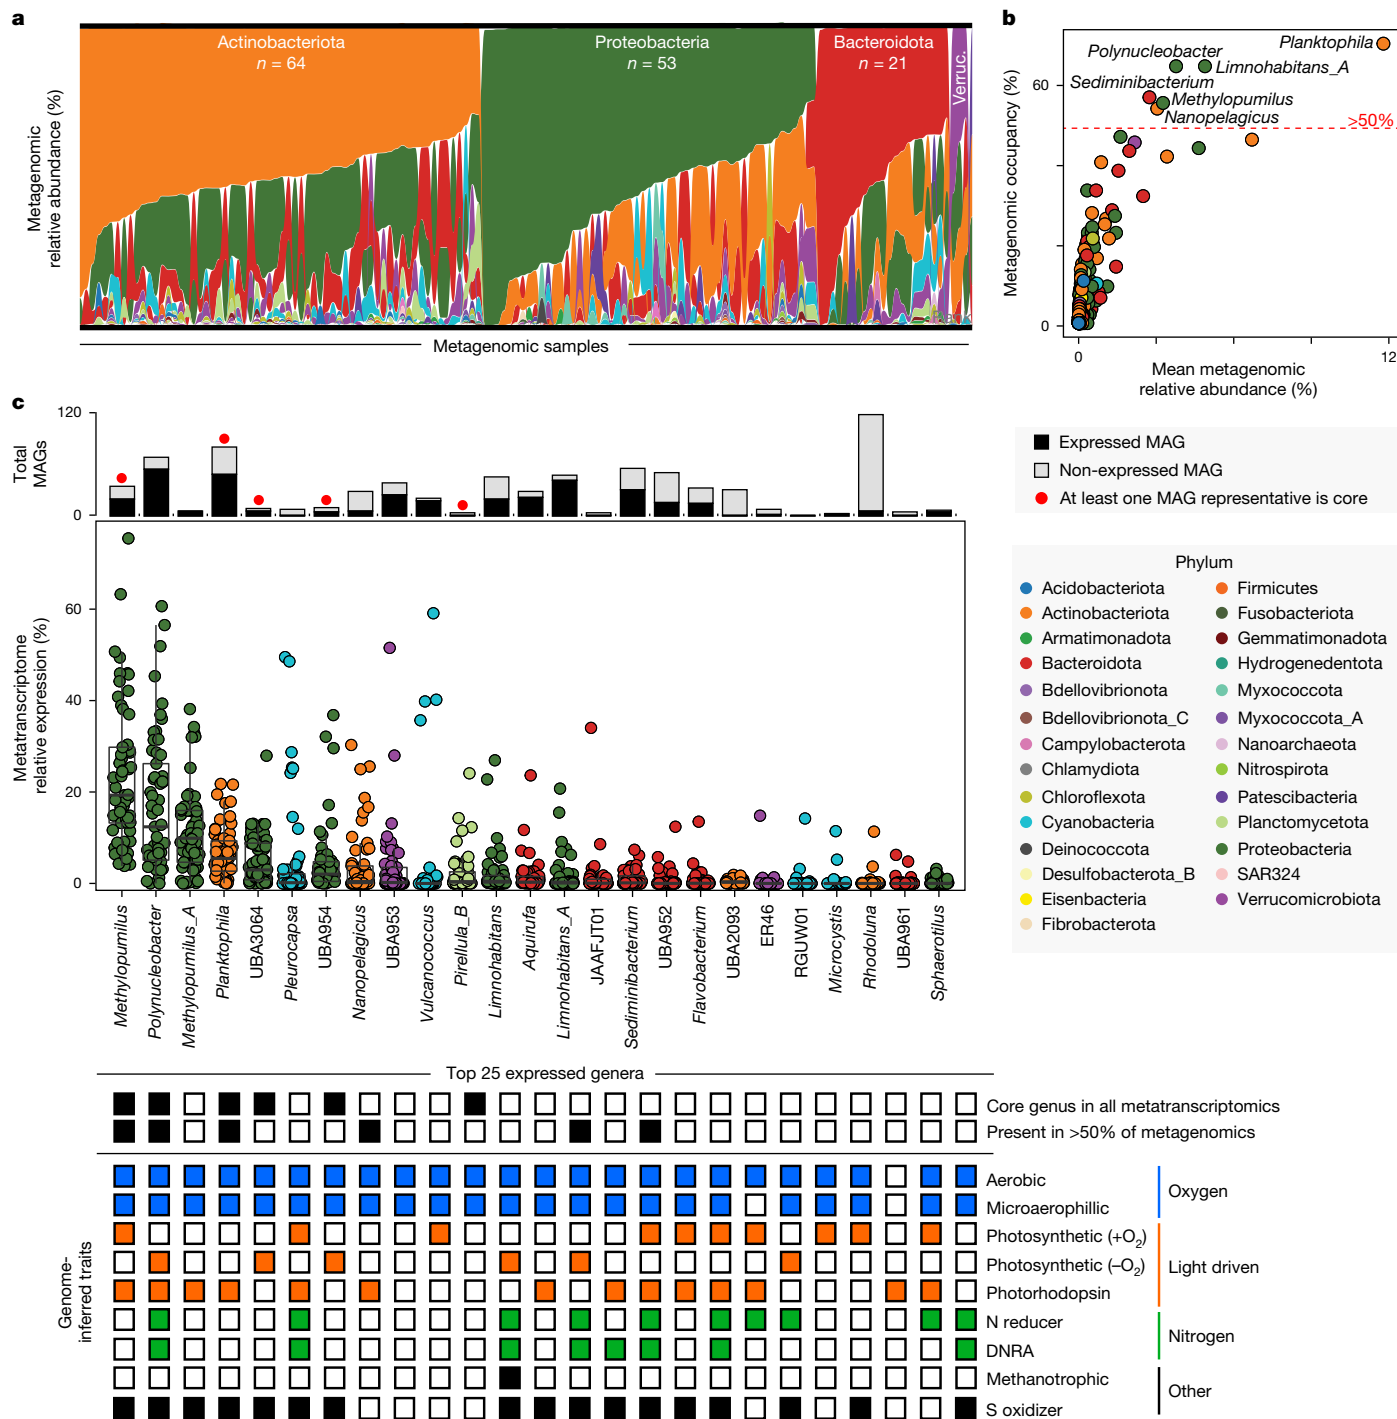 a
Metagenomic
relative abundance (%)
Actinobacteriota
n = 64
Proteobacteria
n = 53
Bacteroidota
n = 21
Verruc.
Metagenomic samples
b
Metagenomic occupancy (%)
60
0
Planktophila
Polynucleobacter
Limnohabitans_A
Sediminibacterium
Methylopumilus
Nanopelagicus
>50%
0
12
Mean metagenomic
relative abundance (%)
c
Total
MAGs
120
0
Expressed MAG
Non-expressed MAG
At least one MAG representative is core
Metatranscriptome
relative expression (%)
60
40
20
0
Phylum
Acidobacteriota
Actinobacteriota
Armatimonadota
Bacteroidota
Bdellovibrionota
Bdellovibrionota_C
Campylobacterota
Chlamydiota
Chloroflexota
Cyanobacteria
Deinococcota
Desulfobacterota_B
Eisenbacteria
Fibrobacterota
Firmicutes
Fusobacteriota
Gemmatimonadota
Hydrogenedentota
Myxococcota
Myxococcota_A
Nanoarchaeota
Nitrospirota
Patescibacteria
Planctomycetota
Proteobacteria
SAR324
Verrucomicrobiota
Methylopumilus
Polynucleobacter
Methylopumilus_A
Planktophila
UBA3064
Pleurocapsa
UBA954
Nanopelagicus
UBA953
Vulcanococcus
Pirellula_B
Limnohabitans
Aquirufa
Limnohabitans_A
JAAFJT01
Sediminibacterium
UBA952
Flavobacterium
UBA2093
ER46
RGUW01
Microcystis
Rhodoluna
UBA961
Sphaerotilus
Top 25 expressed genera
Core genus in all metatranscriptomics
Present in >50% of metagenomics
Genome-
inferred traits
Aerobic
Microaerophillic
Photosynthetic (+O2)
Photosynthetic (–O2)
Photorhodopsin
N reducer
DNRA
Methanotrophic
S oxidizer
Oxygen
Light driven
Nitrogen
Other